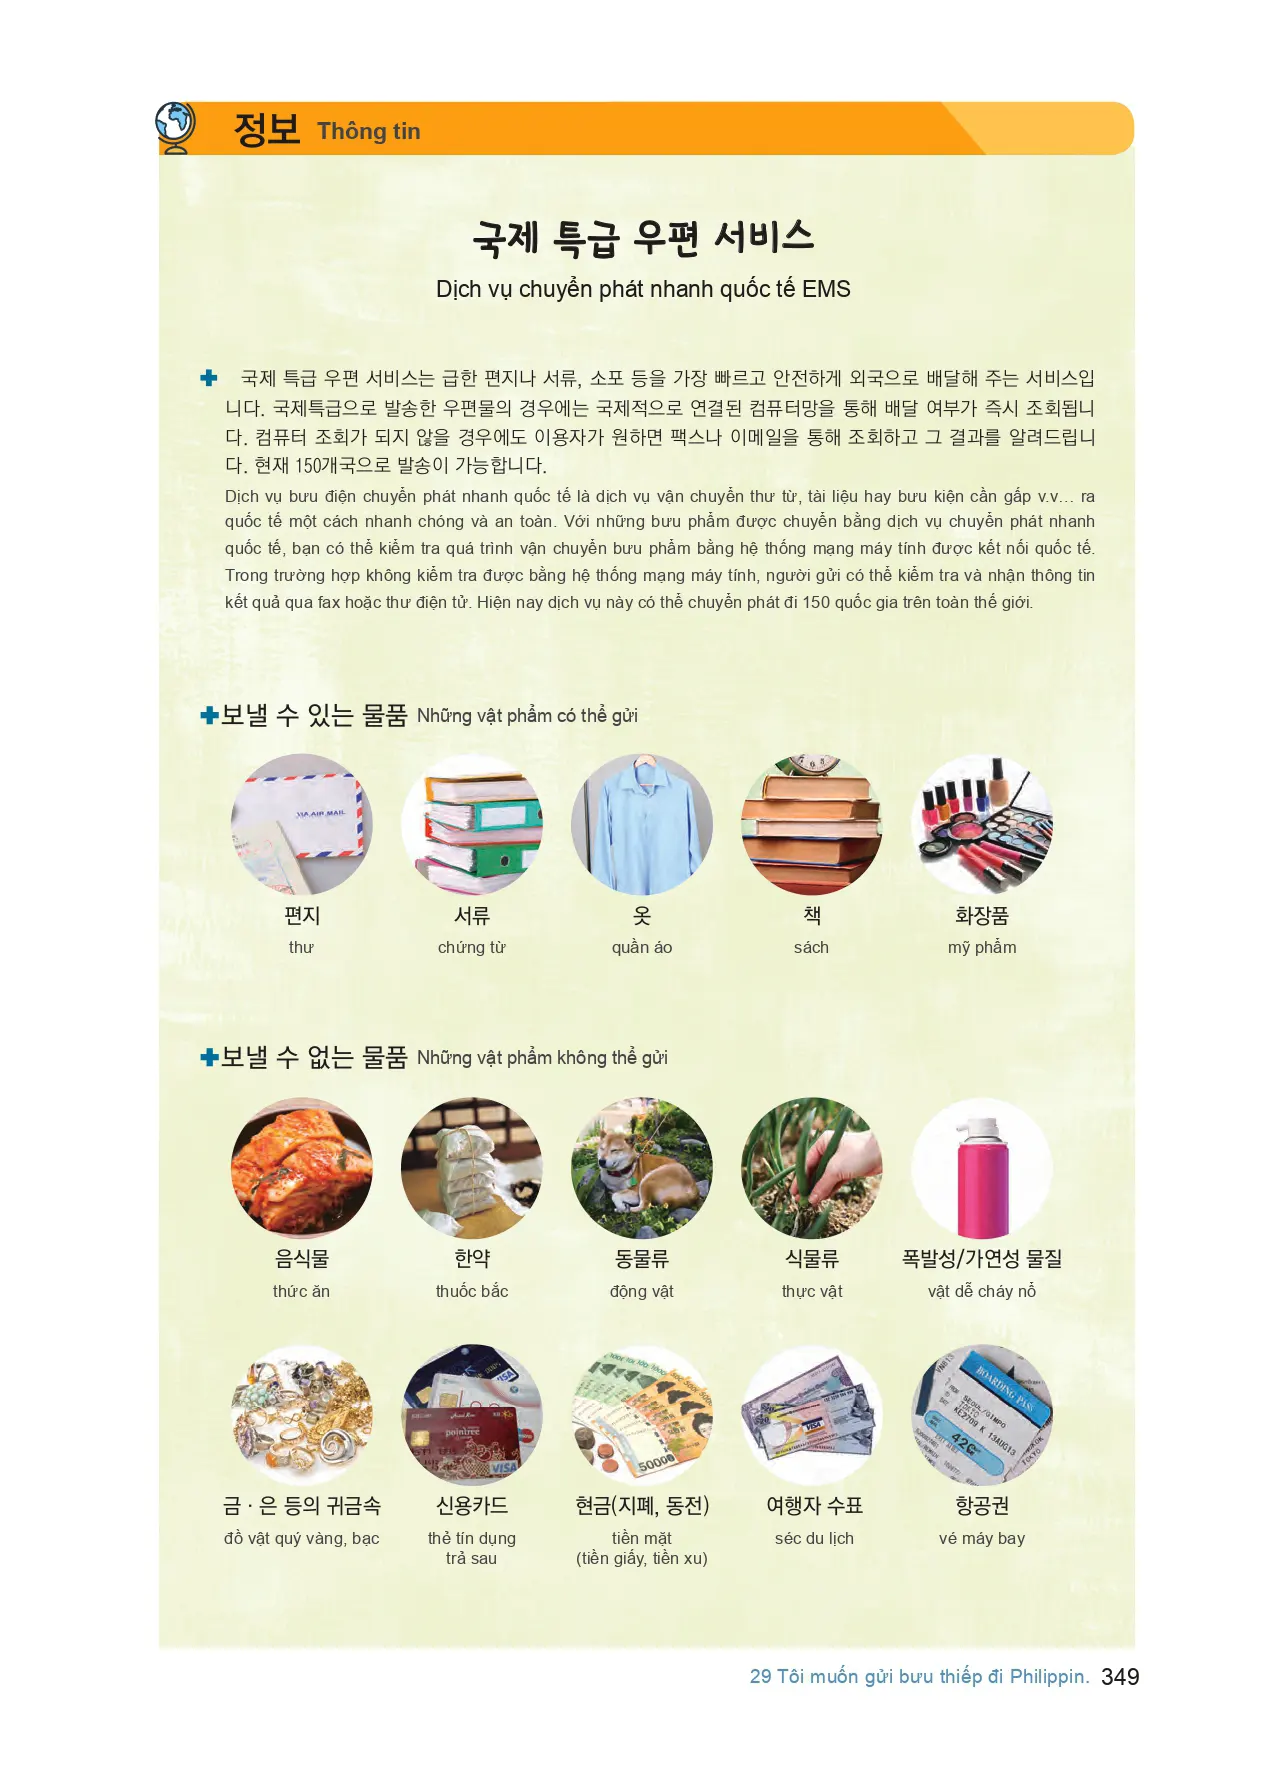 정보 Thông tin
국제 특급 우편 서비스
Dịch vụ chuyển phát nhanh quốc tế EMS
국제 특급 우편 서비스는 급한 편지나 서류, 소포 등을 가장 빠르고 안전하게 외국으로 배달해 주는 서비스입
니다. 국제특급으로 발송한 우편물의 경우에는 국제적으로 연결된 컴퓨터망을 통해 배달 여부가 즉시 조회됩니
다. 컴퓨터 조회가 되지 않을 경우에도 이용자가 원하면 팩스나 이메일을 통해 조회하고 그 결과를 알려드립니
다. 현재 150개국으로 발송이 가능합니다.
Dịch vụ bưu điện chuyển phát nhanh quốc tế là dịch vụ vận chuyển thư từ, tài liệu hay bưu kiện cần gấp v.v… ra
quốc tế một cách nhanh chóng và an toàn. Với những bưu phẩm được chuyển bằng dịch vụ chuyển phát nhanh
quốc tế, bạn có thể kiểm tra quá trình vận chuyển bưu phẩm bằng hệ thống mạng máy tính được kết nối quốc tế.
Trong trường hợp không kiểm tra được bằng hệ thống mạng máy tính, người gửi có thể kiểm tra và nhận thông tin
kết quả qua fax hoặc thư điện tử. Hiện nay dịch vụ này có thể chuyển phát đi 150 quốc gia trên toàn thế giới.
보낼 수 있는 물품 Những vật phẩm có thể gửi
VIA AIR MAIL
편지 서류 옷 책 화장품
thư chứng từ quần áo sách mỹ phẩm
보낼 수 없는 물품 Những vật phẩm không thể gửi
음식물 한약 동물류 식물류 폭발성/가연성 물질
thức ăn thuốc bắc động vật thực vật vật dễ cháy nổ
VISA
pointree
VISA
50000
VISA
BOARDING PASS
SEOUL/GIMPO
TOKYO
KE2709 K 13AUG13
42G
TOKYO
금 · 은 등의 귀금속 신용카드 현금(지폐, 동전) 여행자 수표 항공권
đồ vật quý vàng, bạc thẻ tín dụng tiền mặt séc du lịch vé máy bay
trả sau (tiền giấy, tiền xu)
29 Tôi muốn gửi bưu thiếp đi Philippin. 349